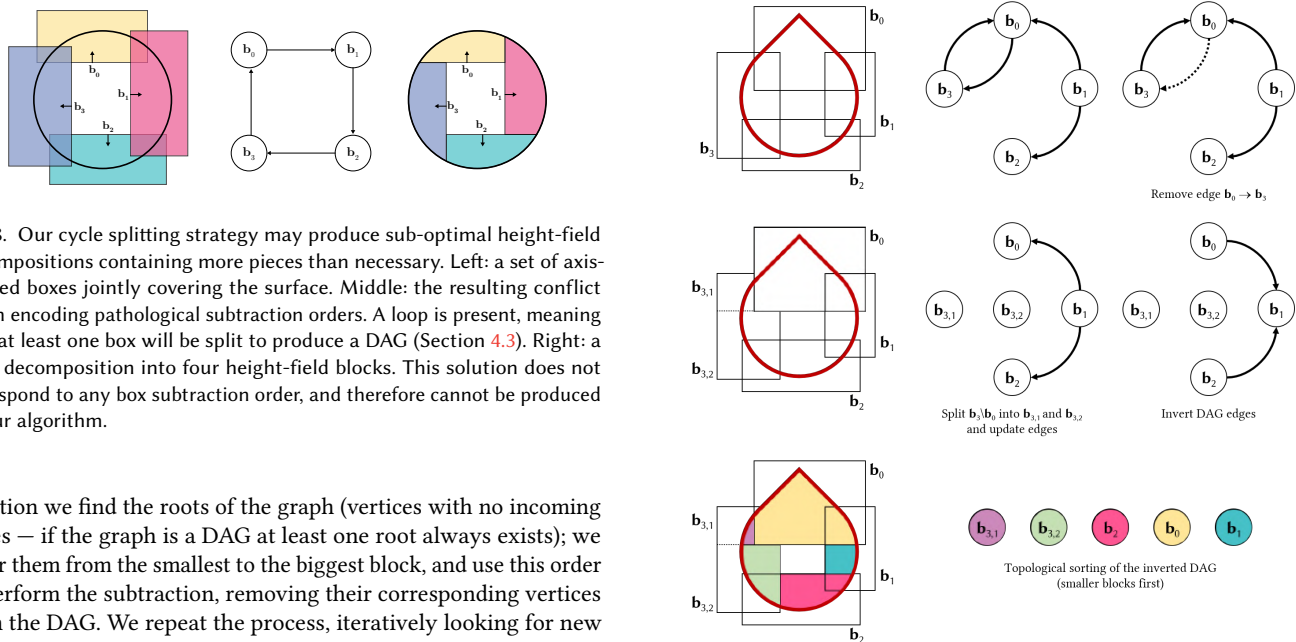 b0
b1
b2
b3
b0
b1
b3
b2
b0
b1
b2
b3
8. Our cycle splitting strategy may produce sub-optimal height-field
mpositions containing more pieces than necessary. Left: a set of axis-
ed boxes jointly covering the surface. Middle: the resulting conflict
h encoding pathological subtraction orders. A loop is present, meaning
at least one box will be split to produce a DAG (Section 4.3). Right: a
decomposition into four height-field blocks. This solution does not
spond to any box subtraction order, and therefore cannot be produced
ur algorithm.
tion we find the roots of the graph (vertices with no incoming
es — if the graph is a DAG at least one root always exists); we
r them from the smallest to the biggest block, and use this order
erform the subtraction, removing their corresponding vertices
n the DAG. We repeat the process, iteratively looking for new
b0
b1
b3
b2
b0
b3
b1
b2
b0
b3
b1
b2
Remove edge b0 → b3
b0
b3,1
b1
b3,2
b2
b0
b3,1
b3,2
b1
b2
b0
b3,1
b3,2
b1
b2
Split b3\b0 into b3,1 and b3,2
and update edges
Invert DAG edges
b0
b3,1
b1
b3,2
b2
b3,1
b3,2
b2
b0
b1
Topological sorting of the inverted DAG
(smaller blocks first)